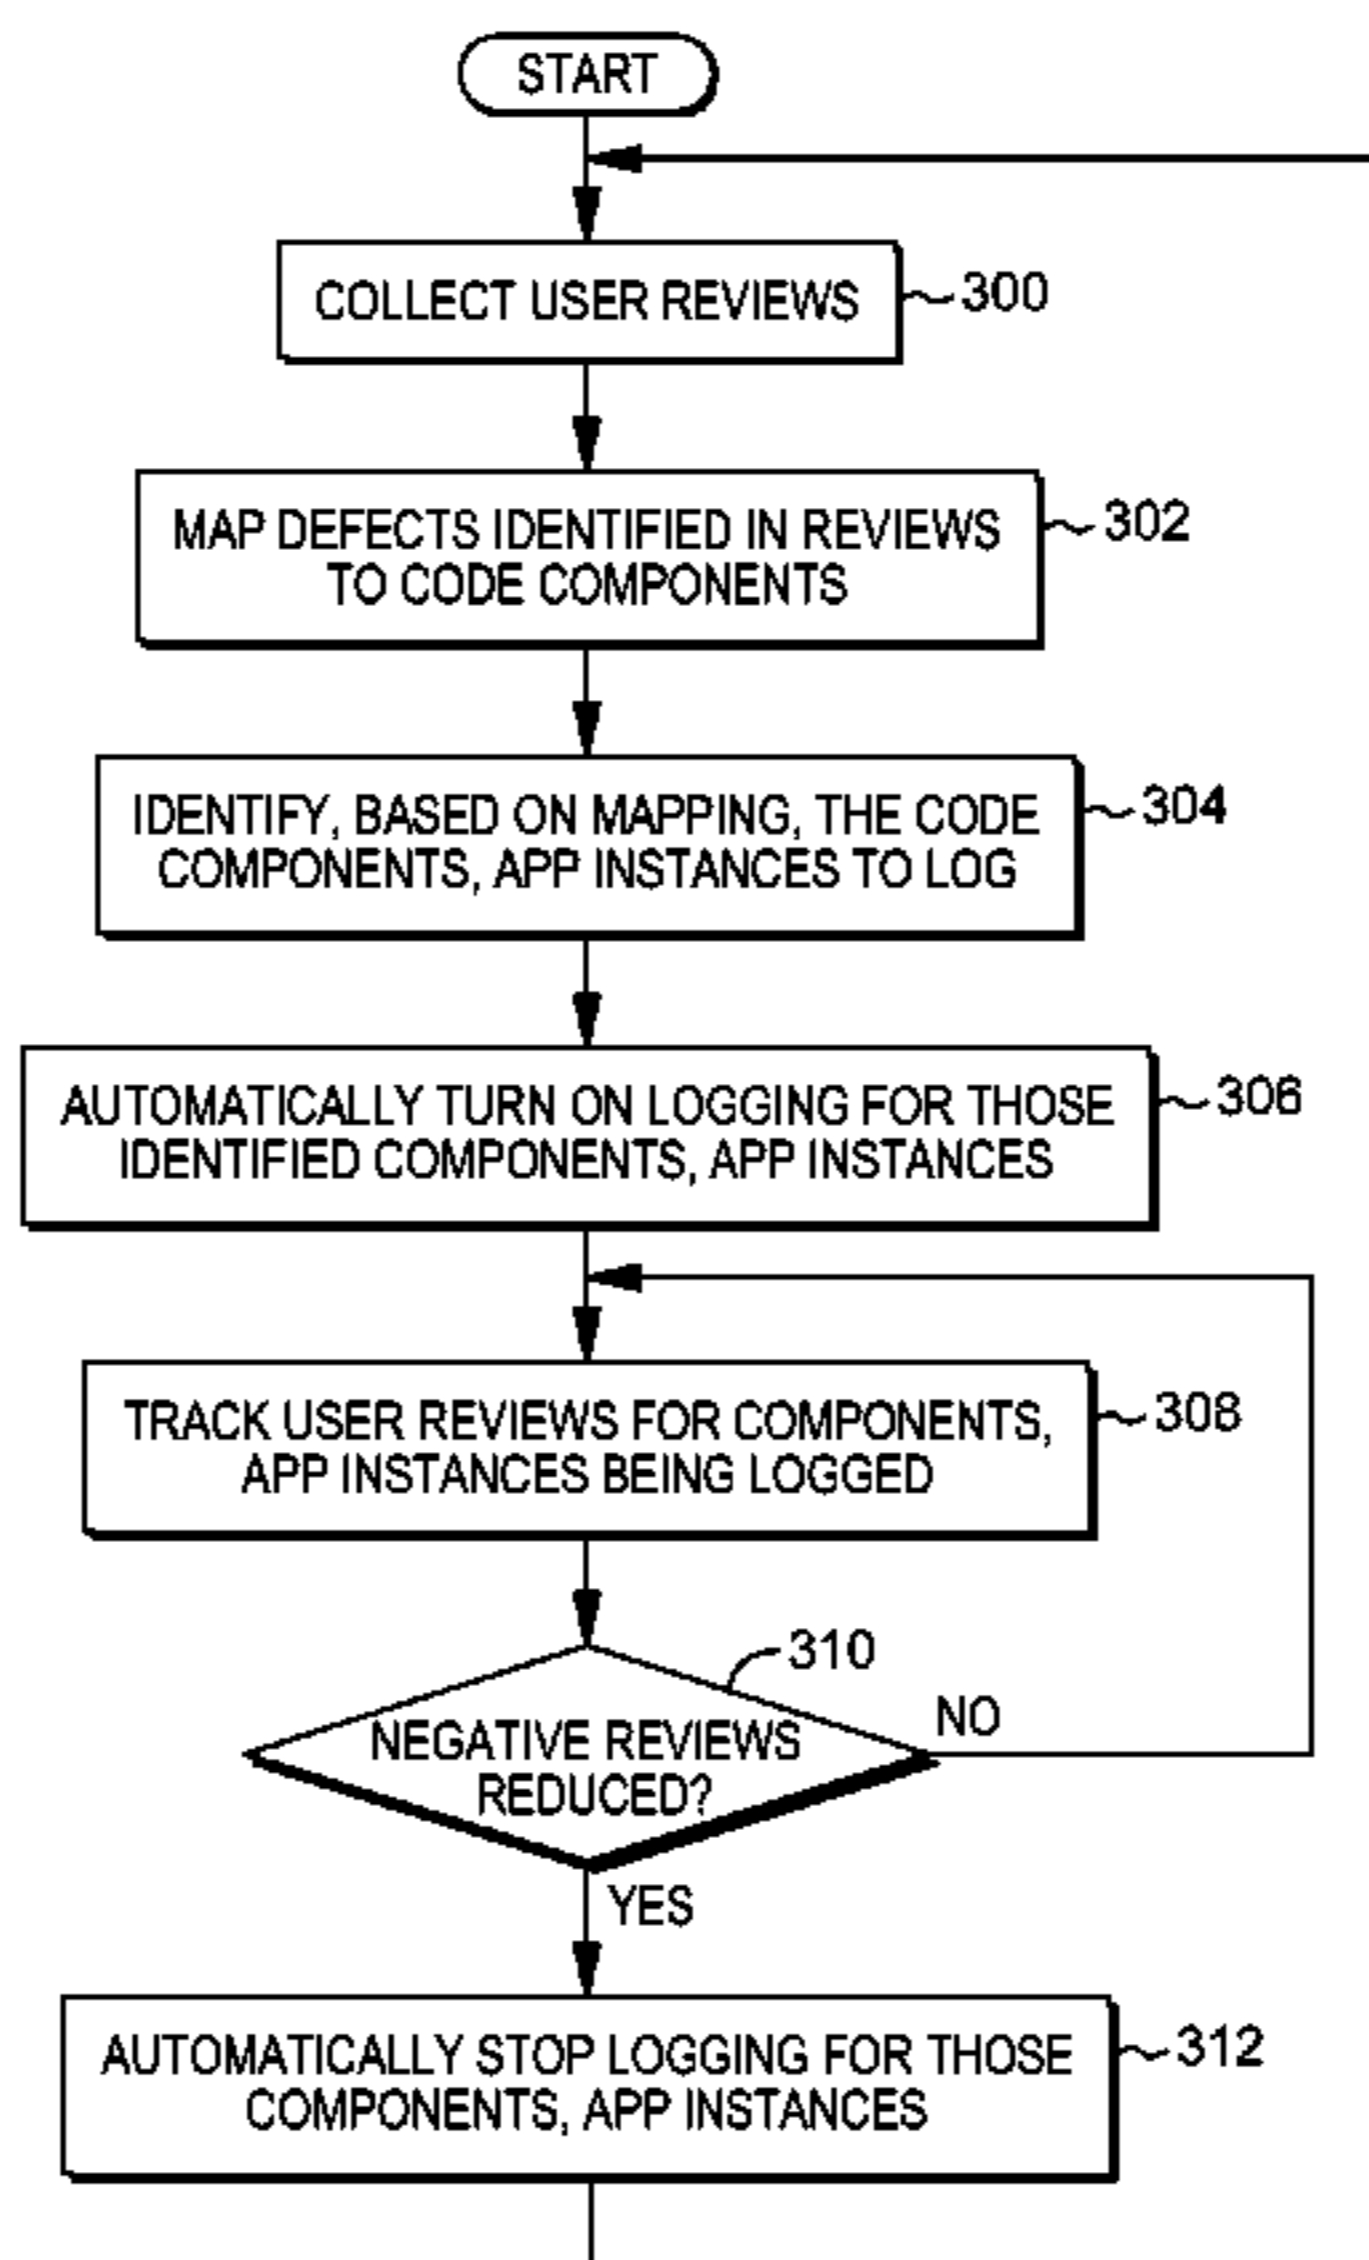 START
COLLECT USER REVIEWS
300
MAP DEFECTS IDENTIFIED IN REVIEWS
TO CODE COMPONENTS
302
IDENTIFY, BASED ON MAPPING, THE CODE
COMPONENTS, APP INSTANCES TO LOG
304
AUTOMATICALLY TURN ON LOGGING FOR THOSE
IDENTIFIED COMPONENTS, APP INSTANCES
306
TRACK USER REVIEWS FOR COMPONENTS,
APP INSTANCES BEING LOGGED
308
310
NEGATIVE REVIEWS
REDUCED?
NO
YES
AUTOMATICALLY STOP LOGGING FOR THOSE
COMPONENTS, APP INSTANCES
312